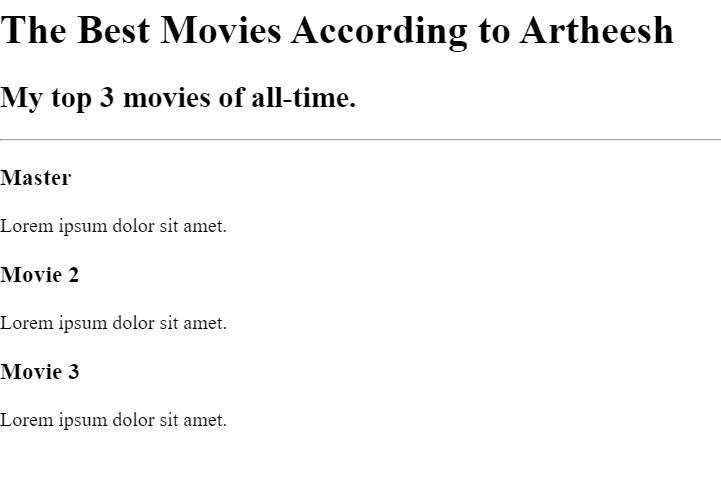 The Best Movies According to Artheesh
My top 3 movies of all-time.
Master
Lorem ipsum dolor sit amet.
Movie 2
Lorem ipsum dolor sit amet.
Movie 3
Lorem ipsum dolor sit amet.